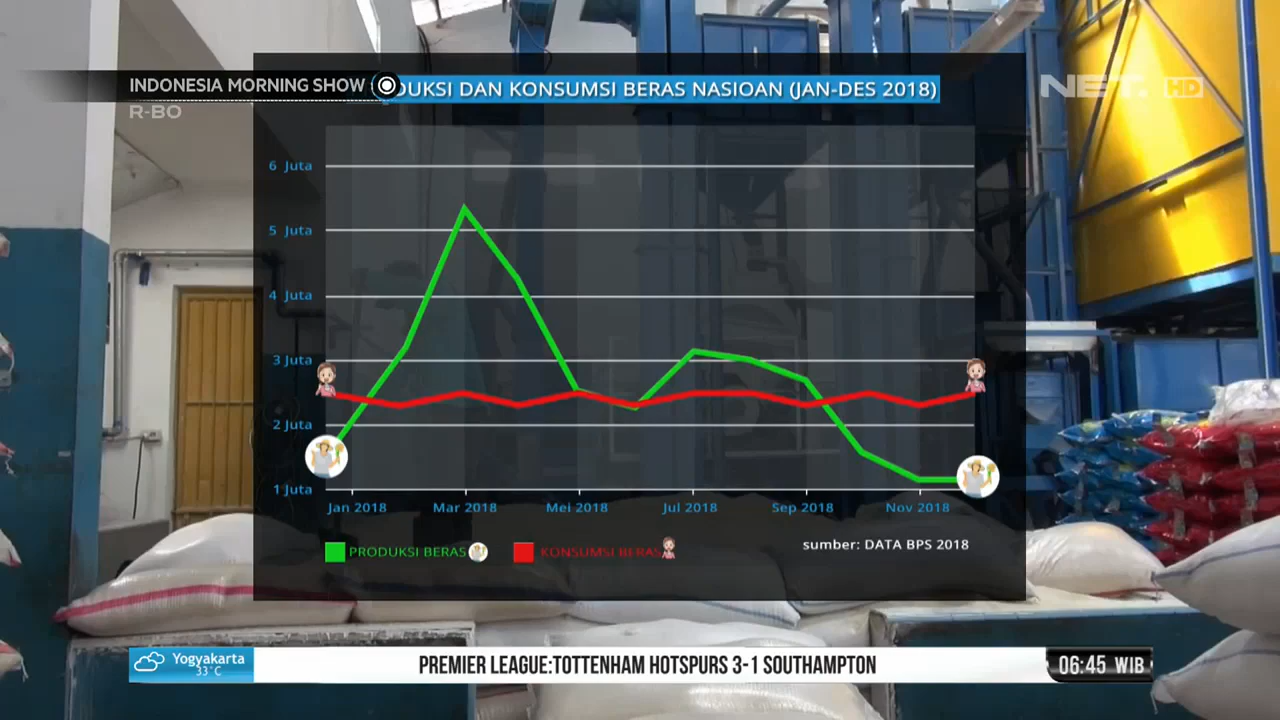 INDONESIA MORNING SHOW
DUKSI DAN KONSUMSI BERAS NASIOAN (JAN-DES 2018)
NET. HD
R-BO
6 Juta
5 Juta
4 Juta
3 Juta
2 Juta
1 Juta
Jan 2018 Mar 2018 Mei 2018 Jul 2018 Sep 2018 Nov 2018
PRODUKSI BERAS KONSUMSI BERAS sumber: DATA BPS 2018
Yogyakarta
33°C
PREMIER LEAGUE:TOTTENHAM HOTSPURS 3-1 SOUTHAMPTON
06:45 WIB